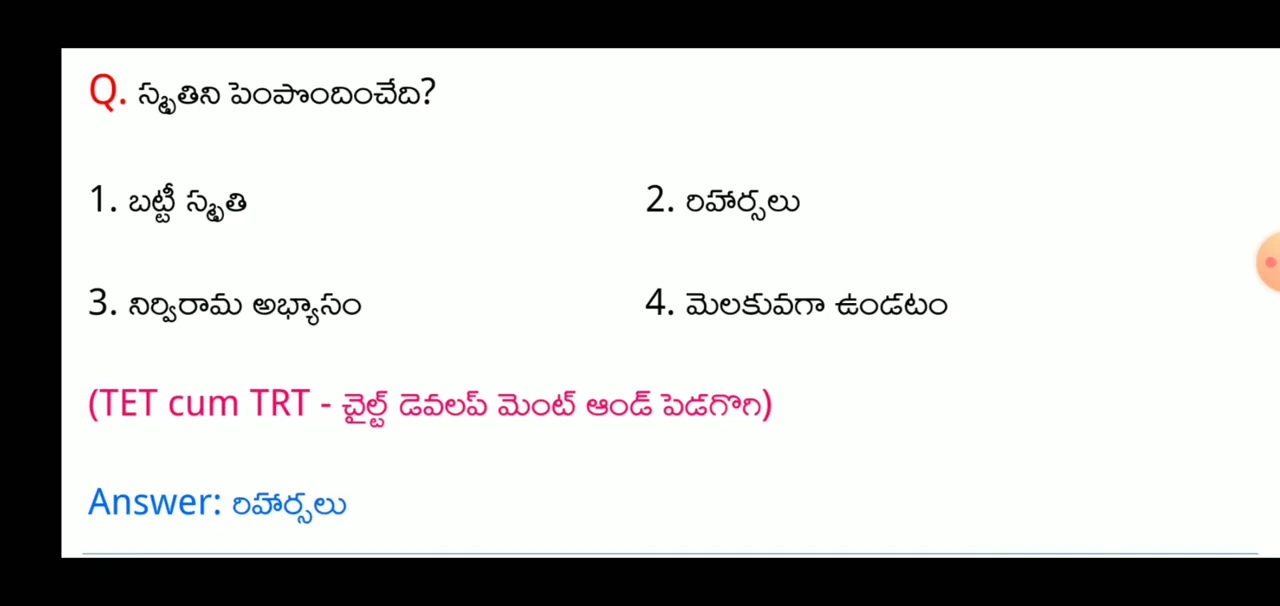 Q. స్మృతిని పెంపొందించేది?
1. బట్టీ స్మృతి 2. రిహార్సలు
3. నిర్విరామ అభ్యాసం 4. మెలకువగా ఉండటం
(TET cum TRT - చైల్ట్ డెవలప్ మెంట్ ఆండ్ పెడగొగి)
Answer: రిహార్సలు